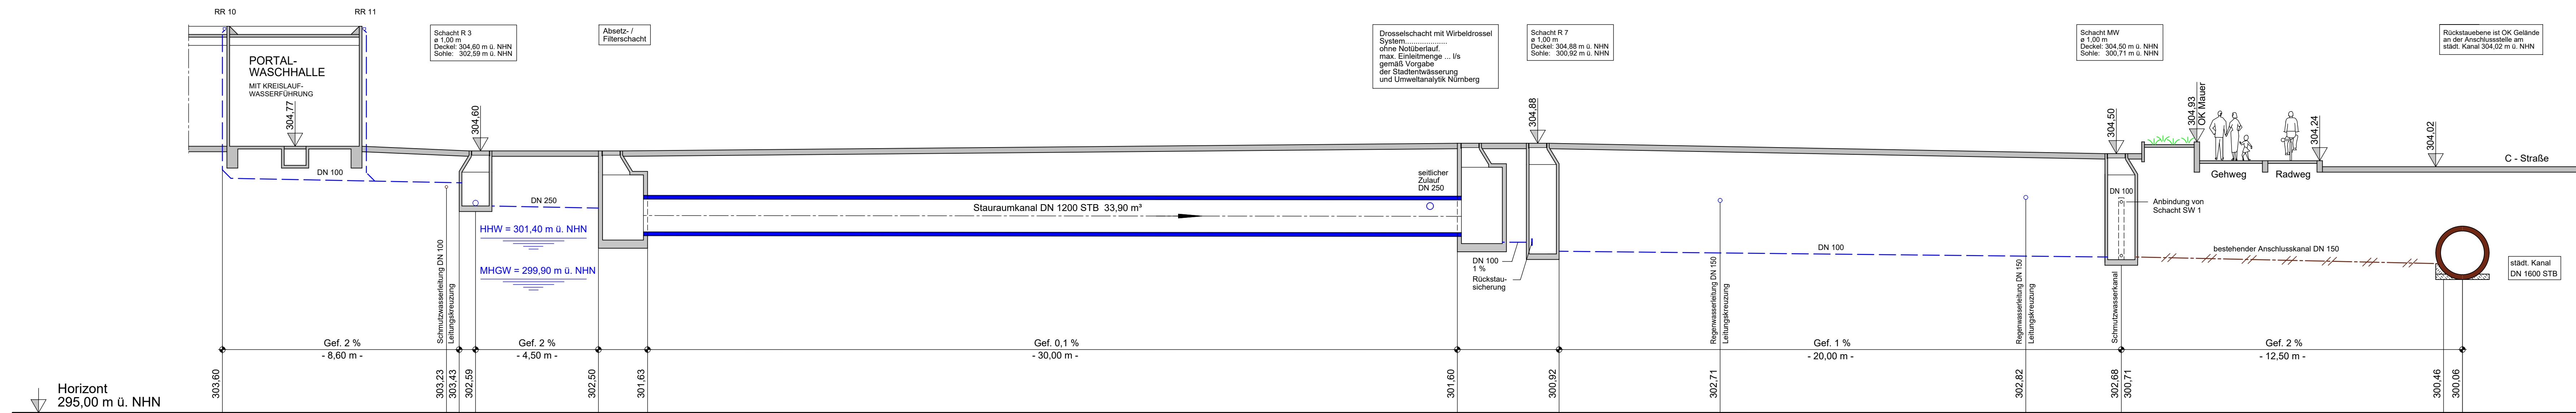 RR 10
RR 11
Schacht R 3
ø 1,00 m
Deckel: 304,60 m ü. NHN
Sohle: 302,59 m ü. NHN
Absetz- /
Filterschacht
Drosselschacht mit Wirbeldrossel
System....................
ohne Notüberlauf.
max. Einleitmenge ... l/s
gemäß Vorgabe
der Stadtentwässerung
und Umweltanalytik Nürnberg
Schacht R 7
ø 1,00 m
Deckel: 304,88 m ü. NHN
Sohle: 300,92 m ü. NHN
Schacht MW
ø 1,00 m
Deckel: 304,50 m ü. NHN
Sohle: 300,71 m ü. NHN
Rückstauebene ist OK Gelände
an der Anschlussstelle am
städt. Kanal 304,02 m ü. NHN
PORTAL-
WASCHHALLE
MIT KREISLAUF-
WASSERFÜHRUNG
304,77
304,60
304,88
304,50
304,93
OK Mauer
304,24
304,02
C - Straße
Gehweg
Radweg
DN 100
DN 250
seitlicher
Zulauf
DN 250
Stauraumkanal DN 1200 STB 33,90 m³
DN 100
Anbindung von
Schacht SW 1
HHW = 301,40 m ü. NHN
MHGW = 299,90 m ü. NHN
DN 100
1 %
Rückstau-
sicherung
DN 100
bestehender Anschlusskanal DN 150
städt. Kanal
DN 1600 STB
Schmutzwasserleitung DN 100
Leitungskreuzung
Regenwasserleitung DN 150
Leitungskreuzung
Regenwasserleitung DN 150
Leitungskreuzung
Schmutzwasserkanal
Gef. 2 %
- 8,60 m -
Gef. 2 %
- 4,50 m -
Gef. 0,1 %
- 30,00 m -
Gef. 1 %
- 20,00 m -
Gef. 2 %
- 12,50 m -
303,60
303,23
303,43
302,59
302,50
301,63
301,60
300,92
302,71
302,82
302,68
300,71
300,46
300,06
Horizont
295,00 m ü. NHN